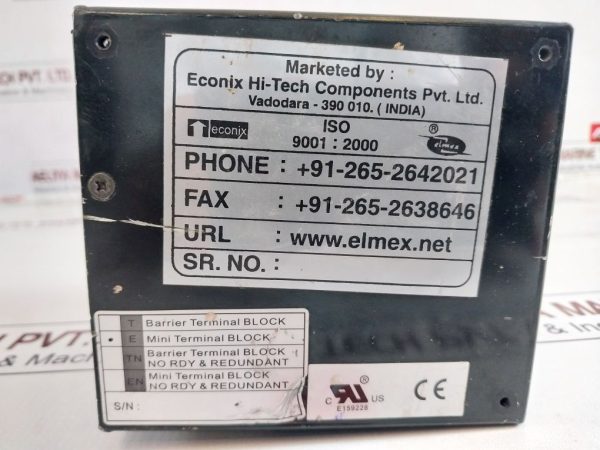 Marketed by :
Econix Hi-Tech Components Pvt. Ltd.
Vadodara - 390 010. ( INDIA)
econix
ISO
9001 : 2000
®
elmex
PHONE : +91-265-2642021
FAX : +91-265-2638646
URL : www.elmex.net
SR. NO. :
T Barrier Terminal BLOCK
E Mini Terminal BLOCK
TN Barrier Terminal BLOCK
NO RDY & REDUNDANT
EN Mini Terminal BLOCK
NO RDY & REDUNDANT
S/N :
C RU ® US
E159228
CE